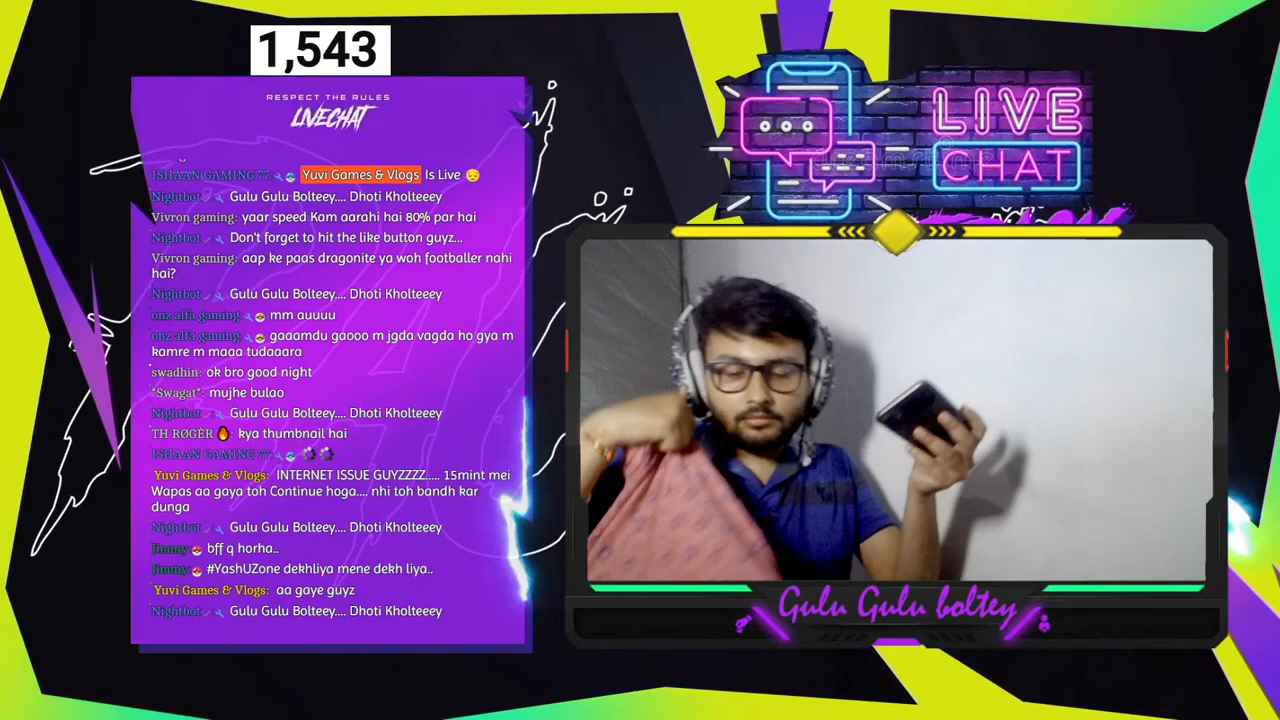 1,543
RESPECT THE RULES
LIVECHAT
ISHAAN GAMING 77: Yuvi Games & Vlogs Is Live
Nightbot Gulu Gulu Bolteey.... Dhoti Kholteeey
Vivron gaming: yaar speed Kam aarahi hai 80% par hai
Nightbot Don't forget to hit the like button guyz...
Vivron gaming: aap ke paas dragonite ya woh footballer nahi
hai?
Nightbot Gulu Gulu Bolteey.... Dhoti Kholteeey
onz alfa gaming mm auuuu
onz alfa gaming gaaamdu gaooo m jgda vagda ho gya m
kamre m maaa tudaaara
swadhin: ok bro good night
*Swagat*: mujhe bulao
Nightbot Gulu Gulu Bolteey.... Dhoti Kholteeey
TH RØGÈR : kya thumbnail hai
ISHAAN GAMING 77:
Yuvi Games & Vlogs: INTERNET ISSUE GUYZZZZ..... 15mint mei
Wapas aa gaya toh Continue hoga.... nhi toh bandh kar
dunga
Nightbot Gulu Gulu Bolteey.... Dhoti Kholteeey
Jimmy bff q horha..
Jimmy #YashUZone dekhliya mene dekh liya..
Yuvi Games & Vlogs: aa gaye guyz
Nightbot Gulu Gulu Bolteey.... Dhoti Kholteeey
LIVE
CHAT
Gulu Gulu boltey